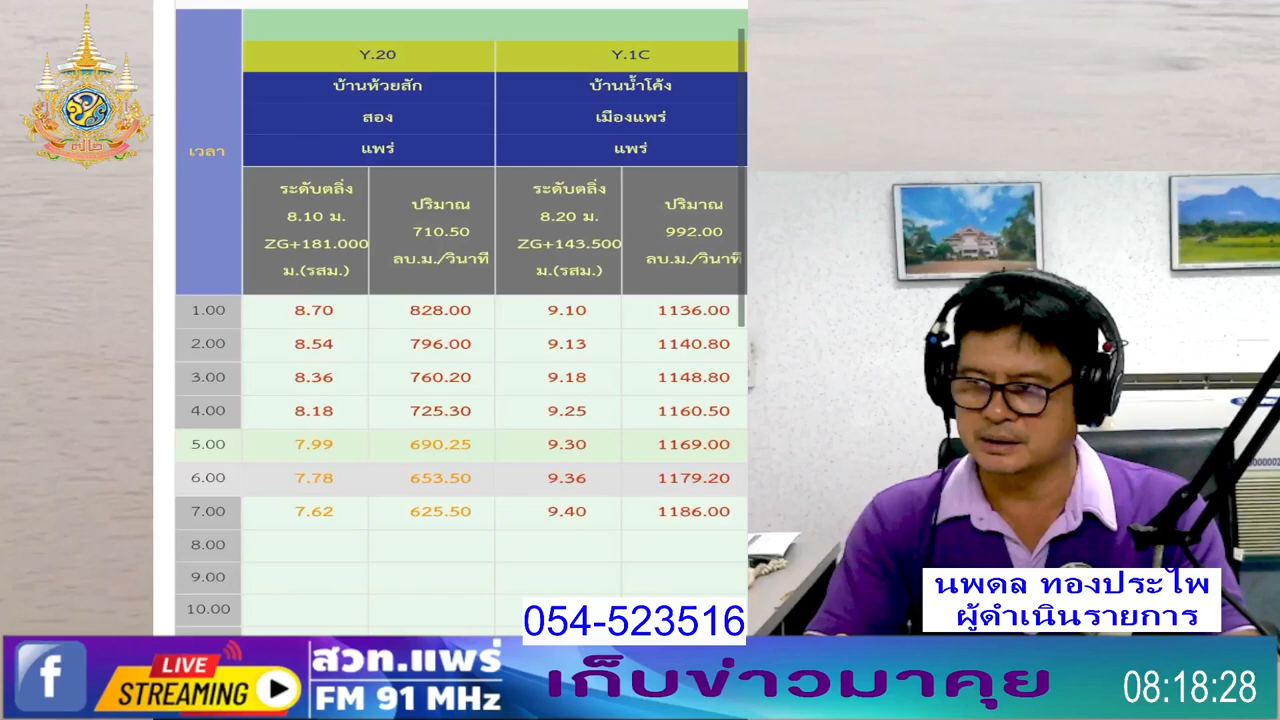 ๗๒
เวลา
Y.20
Y.1C
บ้านห้วยสัก
บ้านน้ำโค้ง
สอง
เมืองแพร่
แพร่
แพร่
ระดับตลิ่ง
8.10 ม.
ZG+181.000
ม.(รสม.)
ปริมาณ
710.50
ลบ.ม./วินาที
ระดับตลิ่ง
8.20 ม.
ZG+143.500
ม.(รสม.)
ปริมาณ
992.00
ลบ.ม./วินาที
1.00 8.70 828.00 9.10 1136.00
2.00 8.54 796.00 9.13 1140.80
3.00 8.36 760.20 9.18 1148.80
4.00 8.18 725.30 9.25 1160.50
5.00 7.99 690.25 9.30 1169.00
6.00 7.78 653.50 9.36 1179.20
7.00 7.62 625.50 9.40 1186.00
8.00
9.00
10.00
054-523516
นพดล ทองประไพ
ผู้ดำเนินรายการ
f
LIVE
STREAMING
สวท.แพร่
FM 91 MHz
เก็บข่าวมาคุย
08:18:28